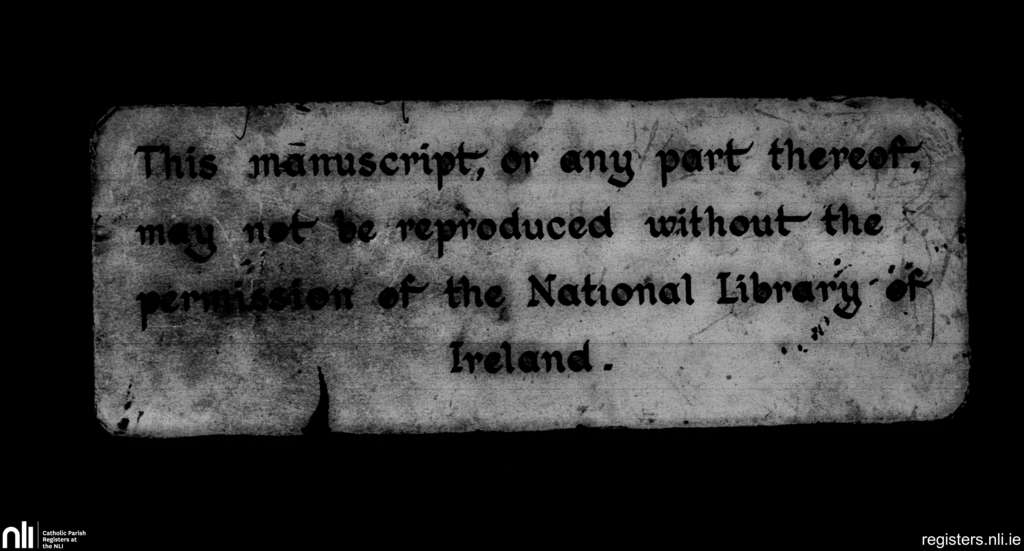 This manuscript, or any part thereof,
may not be reproduced without the
permission of the National Library of
Ireland.
nli
Catholic Parish
Registers at
the NLI
registers.nli.ie